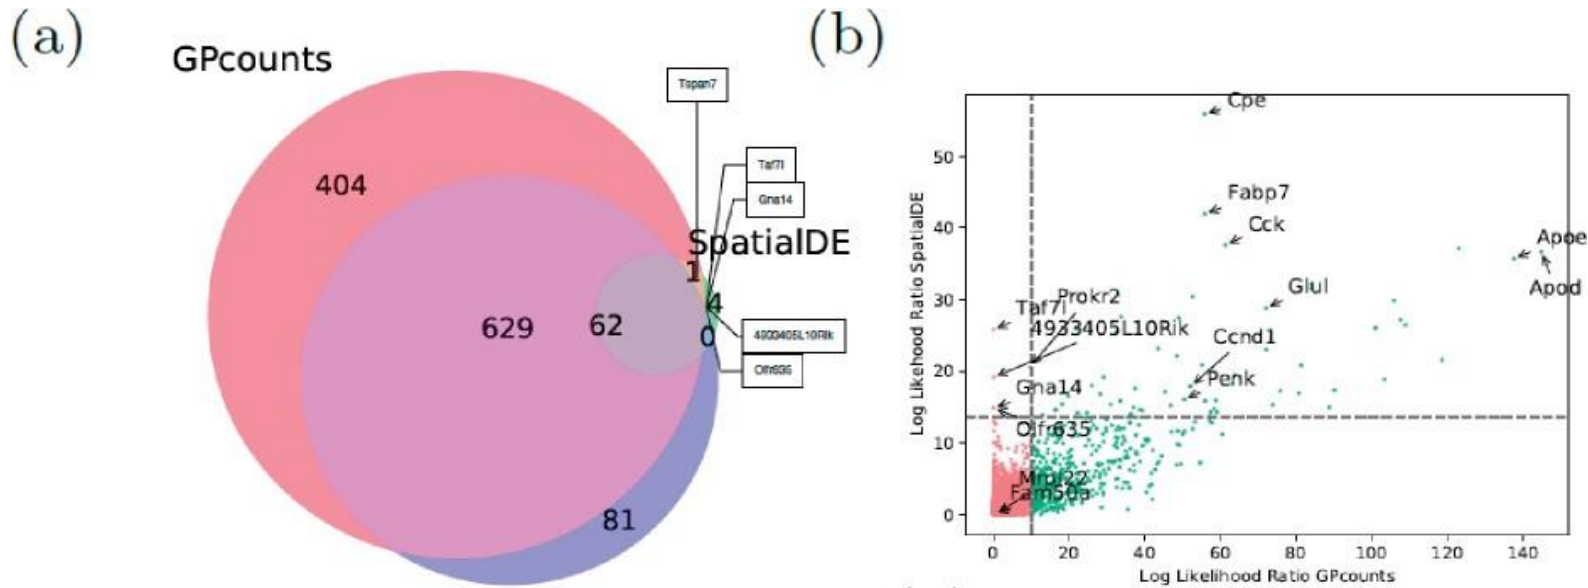 (a)
GPcounts
Tspan7
404
Taf7l
Gna14
SpatialDE
1
4
629
62
0
4933405L10Rik
Olfr635
81
(b)
Log Likelihood Ratio SpatialDE
50
40
30
20
10
0
Cpe
Fabp7
Cck
Apoe
Apod
Glul
Prokr2
Taf7l
4933405L10Rik
Ccnd1
Penk
Gna14
Olfr635
Mrpl22
Fam50a
0 20 40 60 80 100 120 140
Log Likelihood Ratio GPcounts